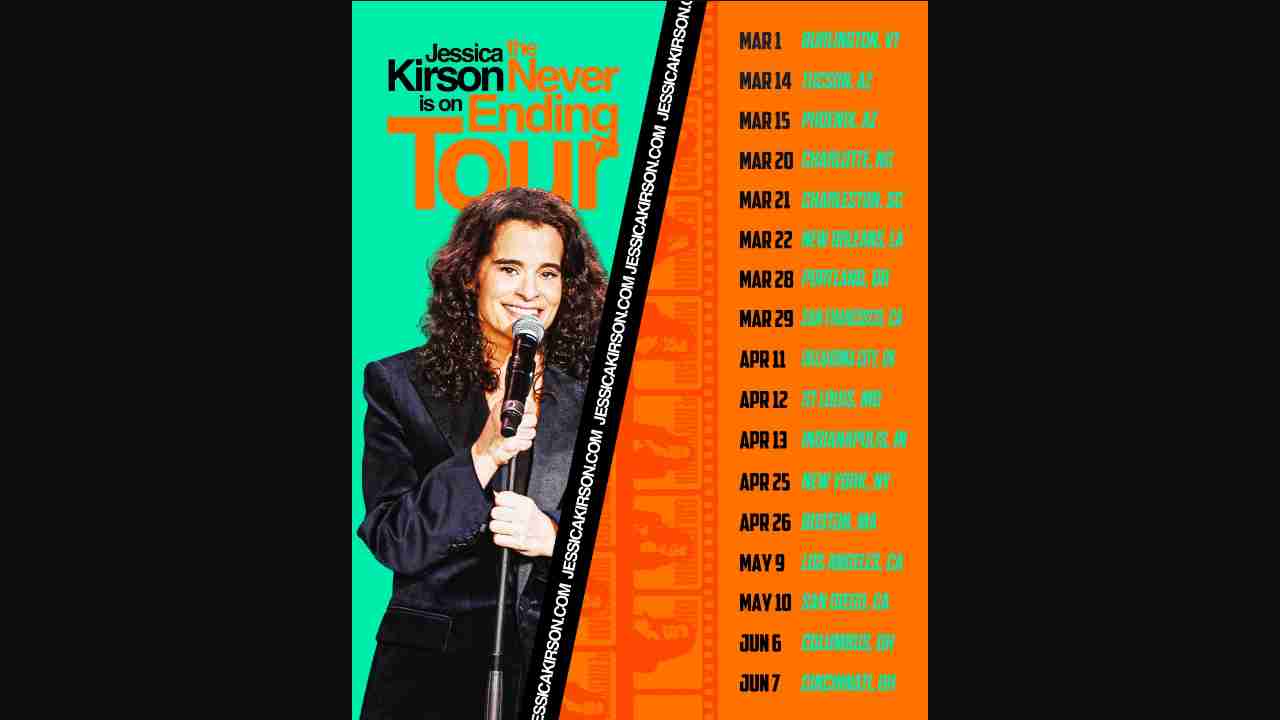 Jessica the
Kirson Never
is on Ending
Tour
JESSICAKIRSON.COM JESSICAKIRSON.COM JESSICAKIRSON.COM JESSICAKIRSON.COM JESSICAKIRSON.COM
MAR 1 BURLINGTON, VT
MAR 14 TUCSON, AZ
MAR 15 PHOENIX, AZ
MAR 20 CHARLOTTE, NC
MAR 21 CHARLESTON, SC
MAR 22 NEW ORLEANS, LA
MAR 28 PORTLAND, OR
MAR 29 SAN FRANCISCO, CA
APR 11 OKLAHOMA CITY, OK
APR 12 ST LOUIS, MO
APR 13 INDIANAPOLIS, IN
APR 25 NEW YORK, NY
APR 26 BOSTON, MA
MAY 9 LOS ANGELES, CA
MAY 10 SAN DIEGO, CA
JUN 6 COLUMBUS, OH
JUN 7 CINCINNATI, OH